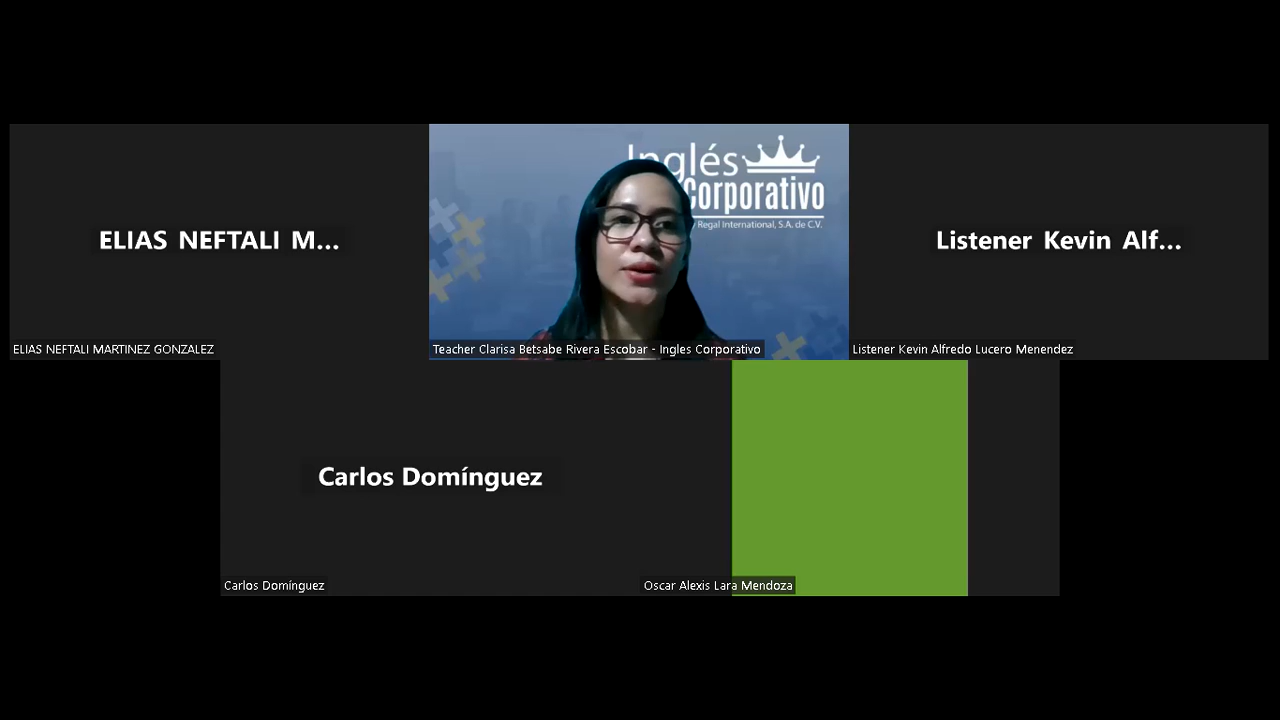 ELIAS NEFTALI M...
ELIAS NEFTALI MARTINEZ GONZALEZ
Inglés
Corporativo
Regal International, S.A. de C.V.
Teacher Clarisa Betsabe Rivera Escobar - Ingles Corporativo
Listener Kevin Alf...
Listener Kevin Alfredo Lucero Menendez
Carlos Domínguez
Carlos Domínguez
Oscar Alexis Lara Mendoza